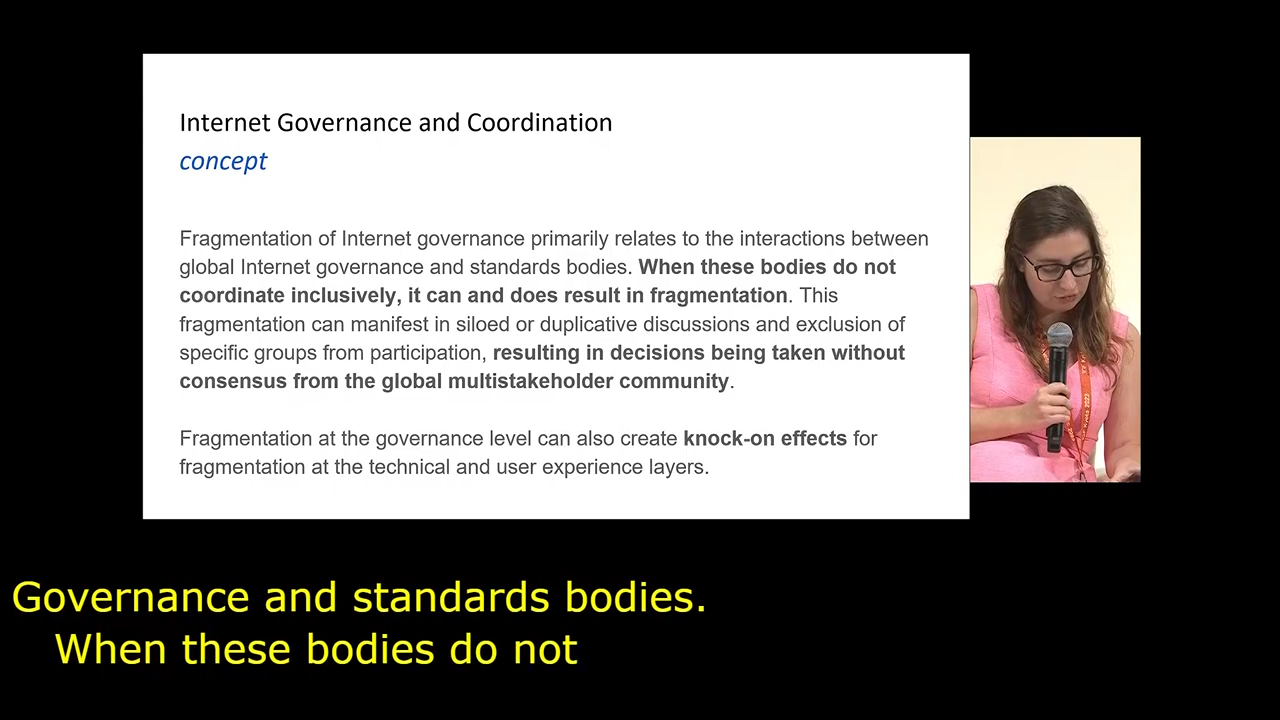 Internet Governance and Coordination
concept
Fragmentation of Internet governance primarily relates to the interactions between
global Internet governance and standards bodies. When these bodies do not
coordinate inclusively, it can and does result in fragmentation. This
fragmentation can manifest in siloed or duplicative discussions and exclusion of
specific groups from participation, resulting in decisions being taken without
consensus from the global multistakeholder community.
Fragmentation at the governance level can also create knock-on effects for
fragmentation at the technical and user experience layers.
Governance and standards bodies.
When these bodies do not